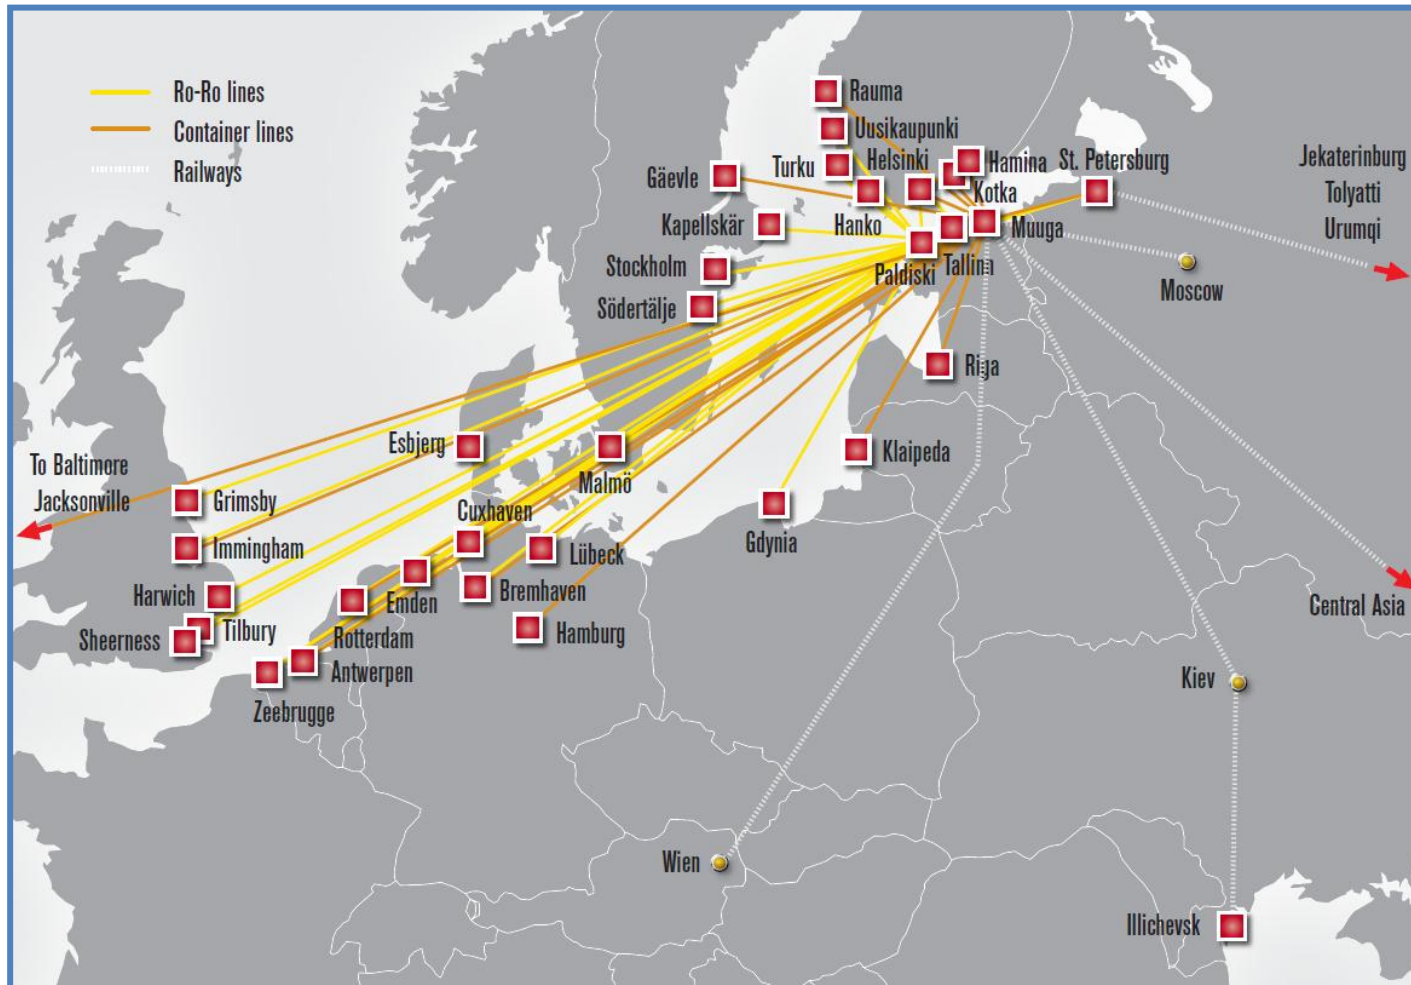 Ro-Ro lines
Container lines
Railways
Rauma
Uusikaupunki
Turku
Helsinki
Hamina
St. Petersburg
Jekaterinburg
Tolyatti
Urumqi
Gäevle
Kotka
Kapellskär
Hanko
Muuga
Stockholm
Paldiski
Tallinn
Moscow
Södertälje
Riga
Esbjerg
Klaipeda
To Baltimore
Jacksonville
Grimsby
Malmö
Cuxhaven
Gdynia
Immingham
Lübeck
Harwich
Emden
Bremhaven
Central Asia
Sheerness
Tilbury
Rotterdam
Hamburg
Antwerpen
Kiev
Zeebrugge
Wien
Illichevsk